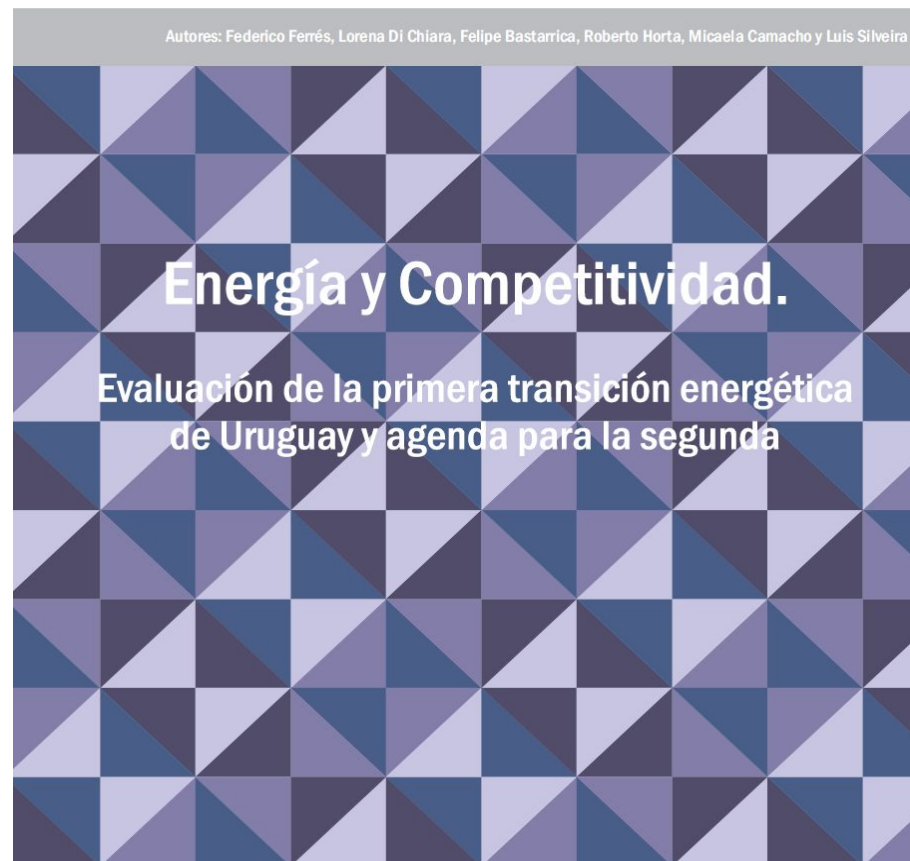 Autores: Federico Ferrés, Lorena Di Chiara, Felipe Bastarrica, Roberto Horta, Micaela Camacho y Luis Silveira
Energía y Competitividad.
Evaluación de la primera transición energética
de Uruguay y agenda para la segunda